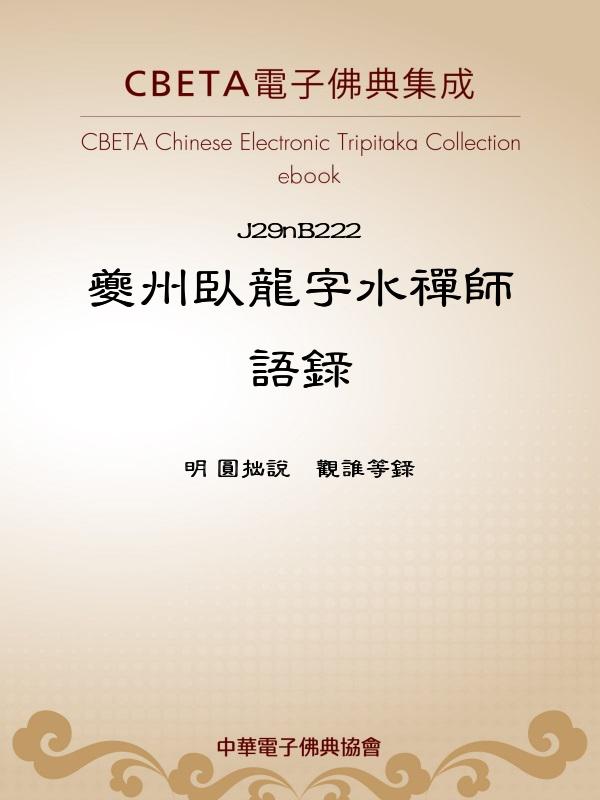 CBETA電子佛典集成
CBETA Chinese Electronic Tripitaka Collection
ebook
J29nB222
夔州臥龍字水禪師
語錄
明 圓拙說　觀誰等錄
中華電子佛典協會